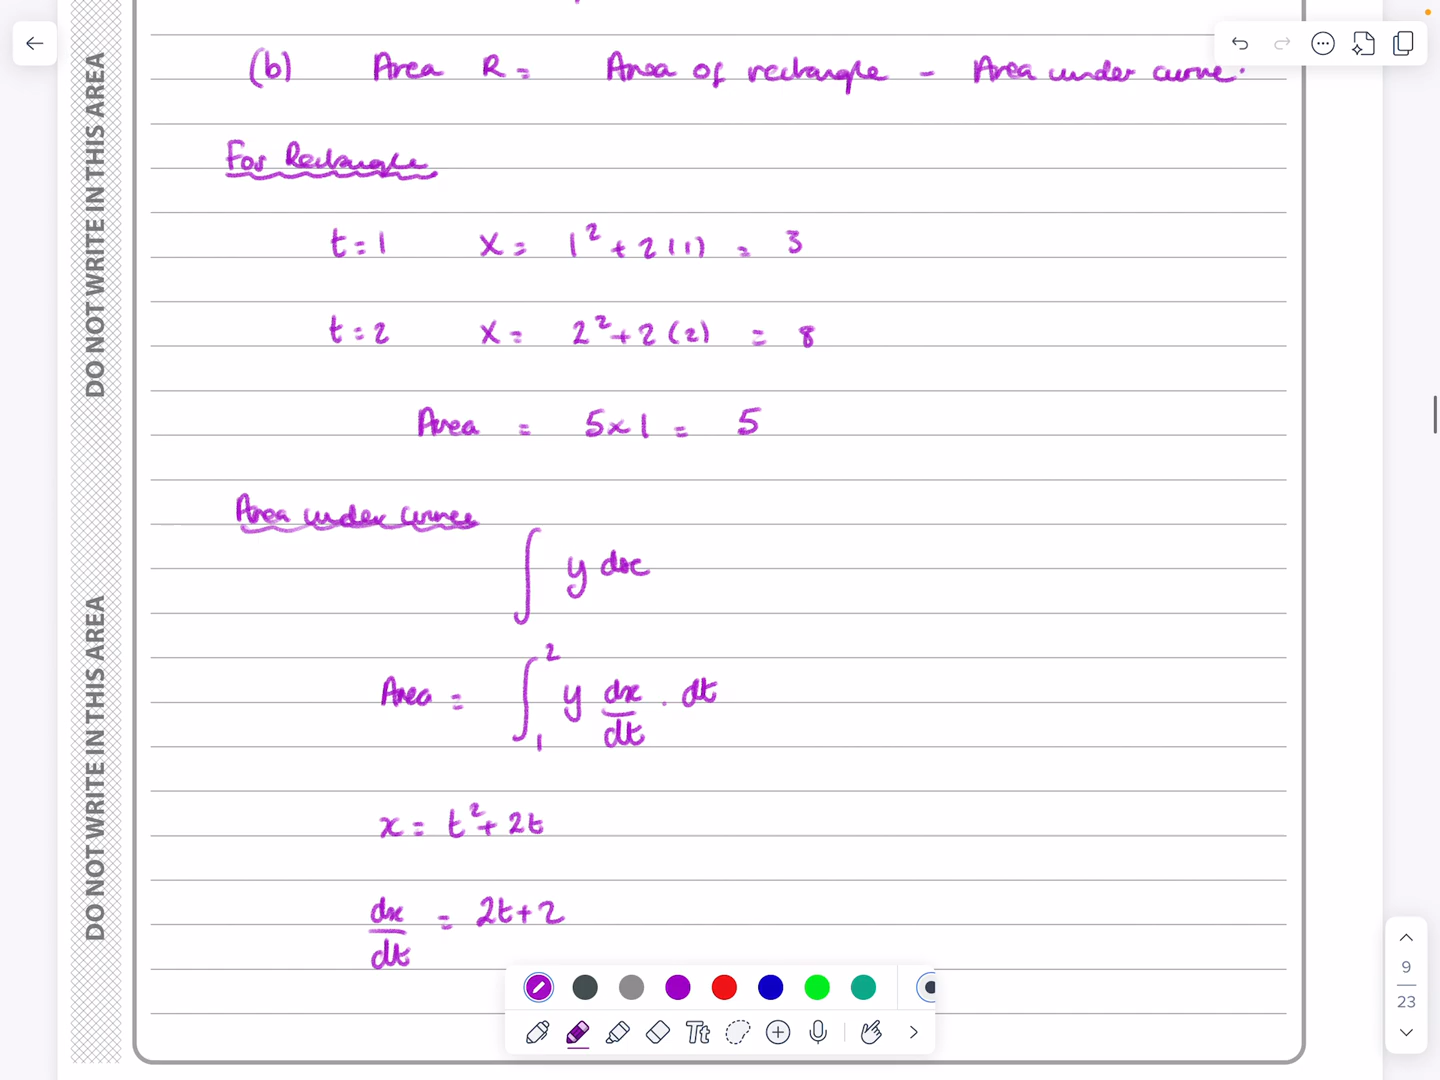 (b) Area R = Area of rectangle - Area under curve.
For Rectangle
t = 1 x = 1² + 2(1) = 3
t = 2 x = 2² + 2(2) = 8
Area = 5x1 = 5
Area under curve
∫ y dx
Area = ∫₁² y dx/dt . dt
x = t² + 2t
dx/dt = 2t + 2
DO NOT WRITE IN THIS AREA
DO NOT WRITE IN THIS AREA
Tt
9
23